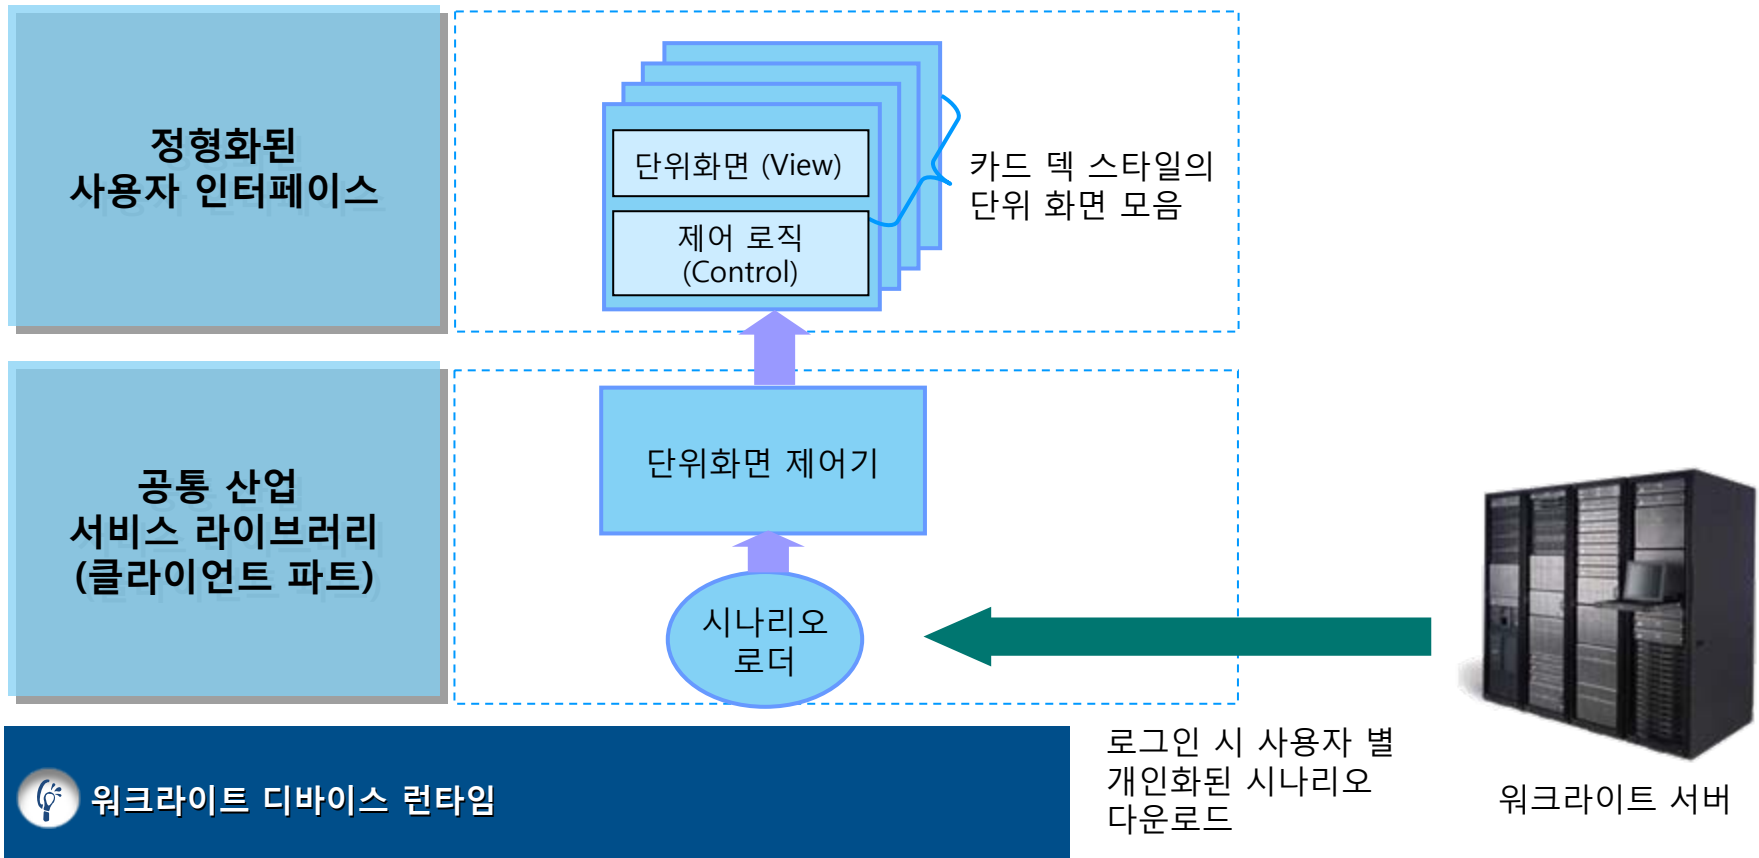 정형화된
사용자 인터페이스
단위화면 (View)
제어 로직
(Control)
카드 덱 스타일의
단위 화면 모음
공통 산업
서비스 라이브러리
(클라이언트 파트)
단위화면 제어기
시나리오
로더
워크라이트 디바이스 런타임
로그인 시 사용자 별
개인화된 시나리오
다운로드
워크라이트 서버